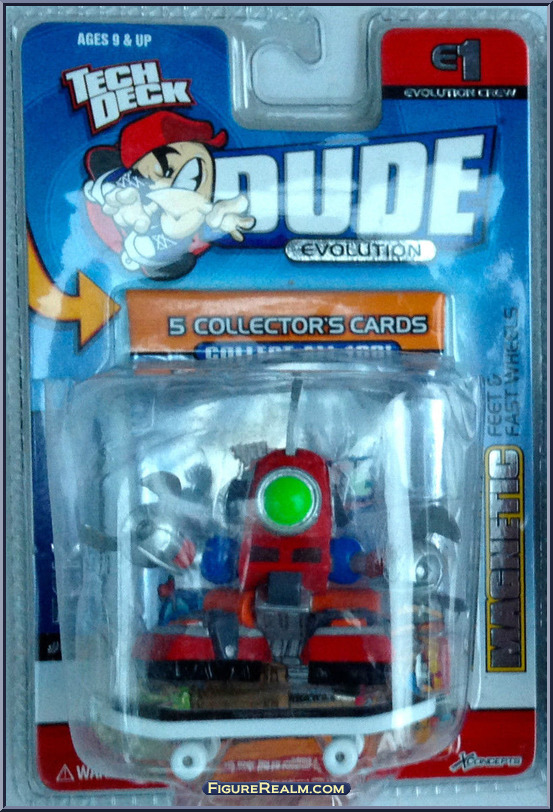 AGES 9 & UP
E1
EVOLUTION CREW
TECH
DECK
DUDE
EVOLUTION
5 COLLECTOR'S CARDS
MAGNETIC
FEET &
FAST WHEELS
XCONCEPTS
FIGUREREALM.COM